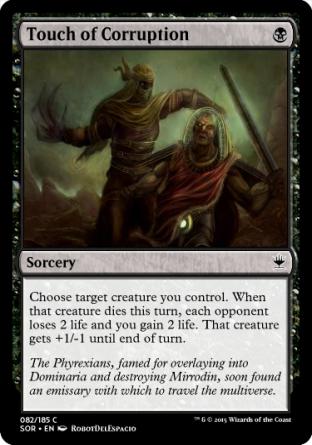 Touch of Corruption
Sorcery
Choose target creature you control. When
that creature dies this turn, each opponent
loses 2 life and you gain 2 life. That creature
gets +1/-1 until end of turn.
The Phyrexians, famed for overlaying into
Dominaria and destroying Mirrodin, soon found
an emissary with which to travel the multiverse.
082/185 C
SOR • EN RobotDelEspacio
™ & © 2015 Wizards of the Coast